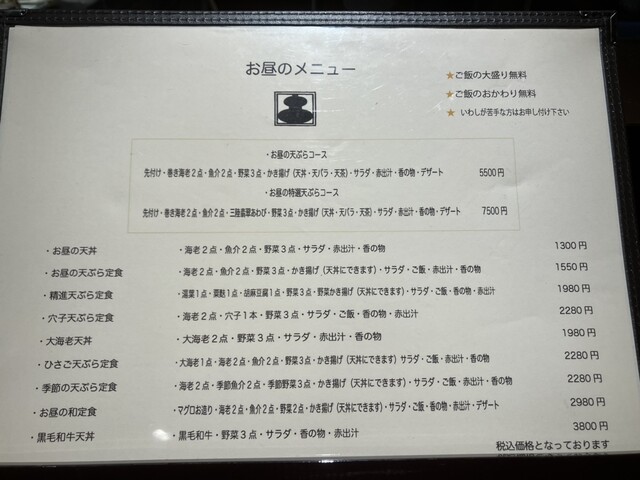 お昼のメニュー
★ご飯の大盛り無料
★ご飯のおかわり無料
★ いわしが苦手な方はお申し付け下さい
・お昼の天ぷらコース
先付け・巻き海老２点・魚介２点・野菜３点・かき揚げ（天丼・天バラ・天茶）・サラダ・赤出汁・香の物・デザート 5500円
・お昼の特選天ぷらコース
先付け・巻き海老２点・魚介２点・三陸翡翠あわび・野菜３点・かき揚げ（天丼・天バラ・天茶）・サラダ・赤出汁・香の物・デザート 7500円
・お昼の天丼 ・海老２点・魚介２点・野菜３点・サラダ・赤出汁・香の物 1300円
・お昼の天ぷら定食 ・海老２点・魚介２点・野菜３点・かき揚げ（天丼にできます）・サラダ・ご飯・赤出汁・香の物 1550円
・精進天ぷら定食 ・湯葉１点・粟麩１点・胡麻豆腐１点・野菜３点・野菜かき揚げ（天丼にできます）・サラダ・ご飯・香の物・赤出汁 1980円
・穴子天ぷら定食 ・海老２点・穴子１本・野菜３点・サラダ・ご飯・香の物・赤出汁 2280円
・大海老天丼 ・大海老２点・野菜３点・サラダ・赤出汁・香の物 1980円
・ひさご天ぷら定食 ・大海老１点・海老２点・魚介２点・野菜３点・かき揚げ（天丼にできます）サラダ・ご飯・赤出汁・香の物 2280円
・季節の天ぷら定食 ・海老２点・季節魚介２点・季節野菜３点・かき揚げ（天丼にできます）・サラダ・ご飯・赤出汁・香の物 2280円
・お昼の和定食 ・マグロお造り・海老２点・魚介２点・野菜２点・かき揚げ（天丼にできます）・サラダ・ご飯・香の物・赤出汁・デザート 2980円
・黒毛和牛天丼 ・黒毛和牛・野菜３点・サラダ・香の物・赤出汁 3800円
税込価格となっております